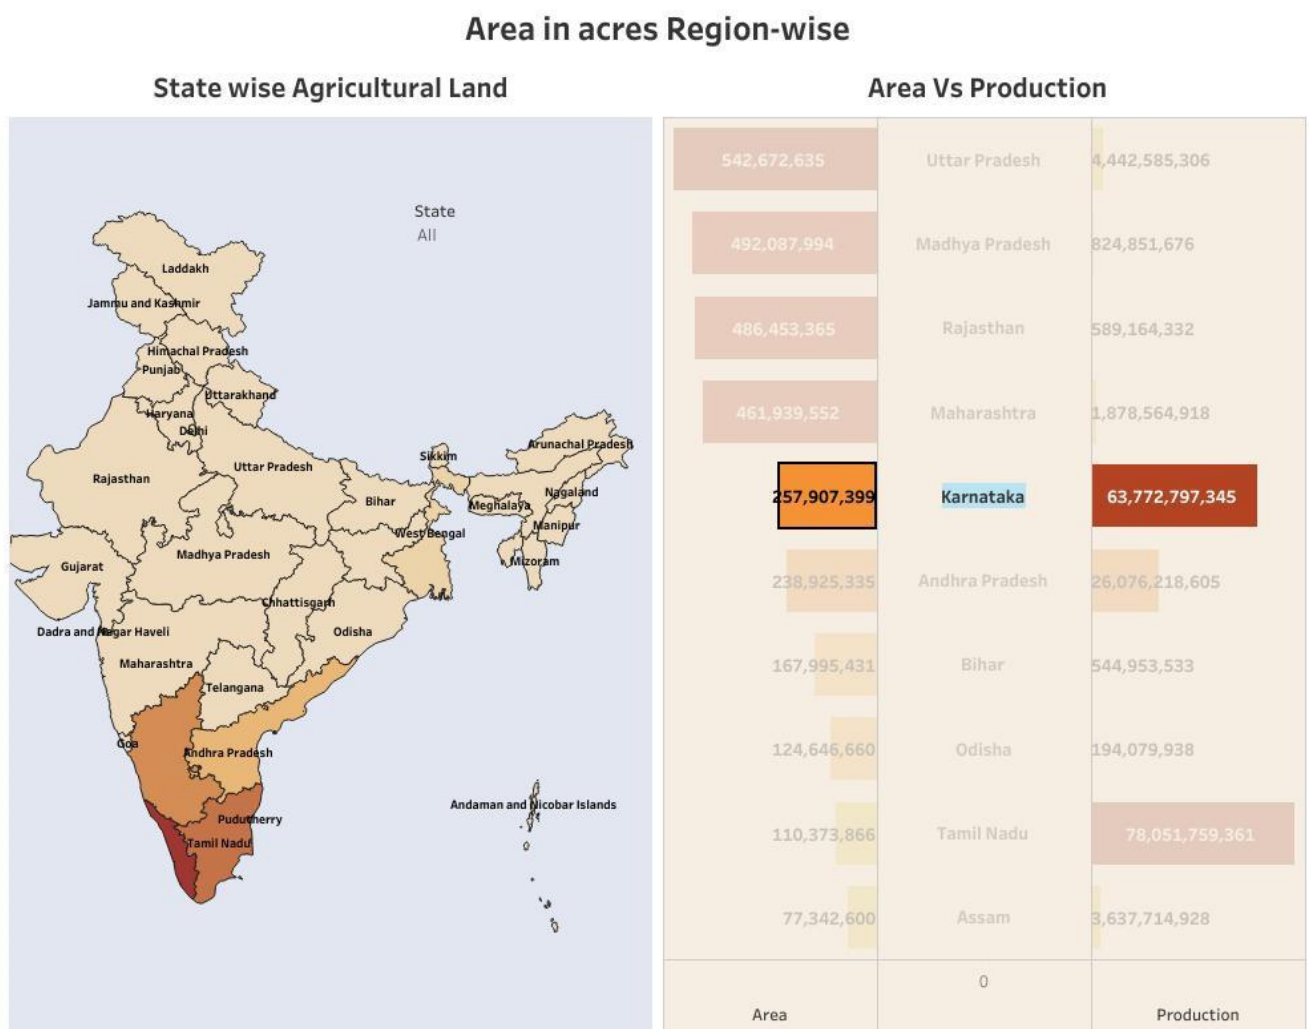 Area in acres Region-wise
State wise Agricultural Land
State
All
Laddakh
Jammu and Kashmir
Himachal Pradesh
Punjab
Uttarakhand
Haryana
Delhi
Arunachal Pradesh
Sikkim
Uttar Pradesh
Rajasthan
Bihar
Nagaland
Meghalaya
Manipur
West Bengal
Madhya Pradesh
Mizoram
Gujarat
Chhattisgarh
Dadra and Nagar Haveli
Odisha
Maharashtra
Telangana
Goa
Andhra Pradesh
Andaman and Nicobar Islands
Puducherry
Tamil Nadu
Area Vs Production
542,672,635 Uttar Pradesh 4,442,585,306
492,087,994 Madhya Pradesh 824,851,676
486,453,365 Rajasthan 589,164,332
461,939,552 Maharashtra 1,878,564,918
257,907,399 Karnataka 63,772,797,345
238,925,335 Andhra Pradesh 26,076,218,605
167,995,431 Bihar 544,953,533
124,646,660 Odisha 194,079,938
110,373,866 Tamil Nadu 78,051,759,361
77,342,600 Assam 3,637,714,928
0
Area Production